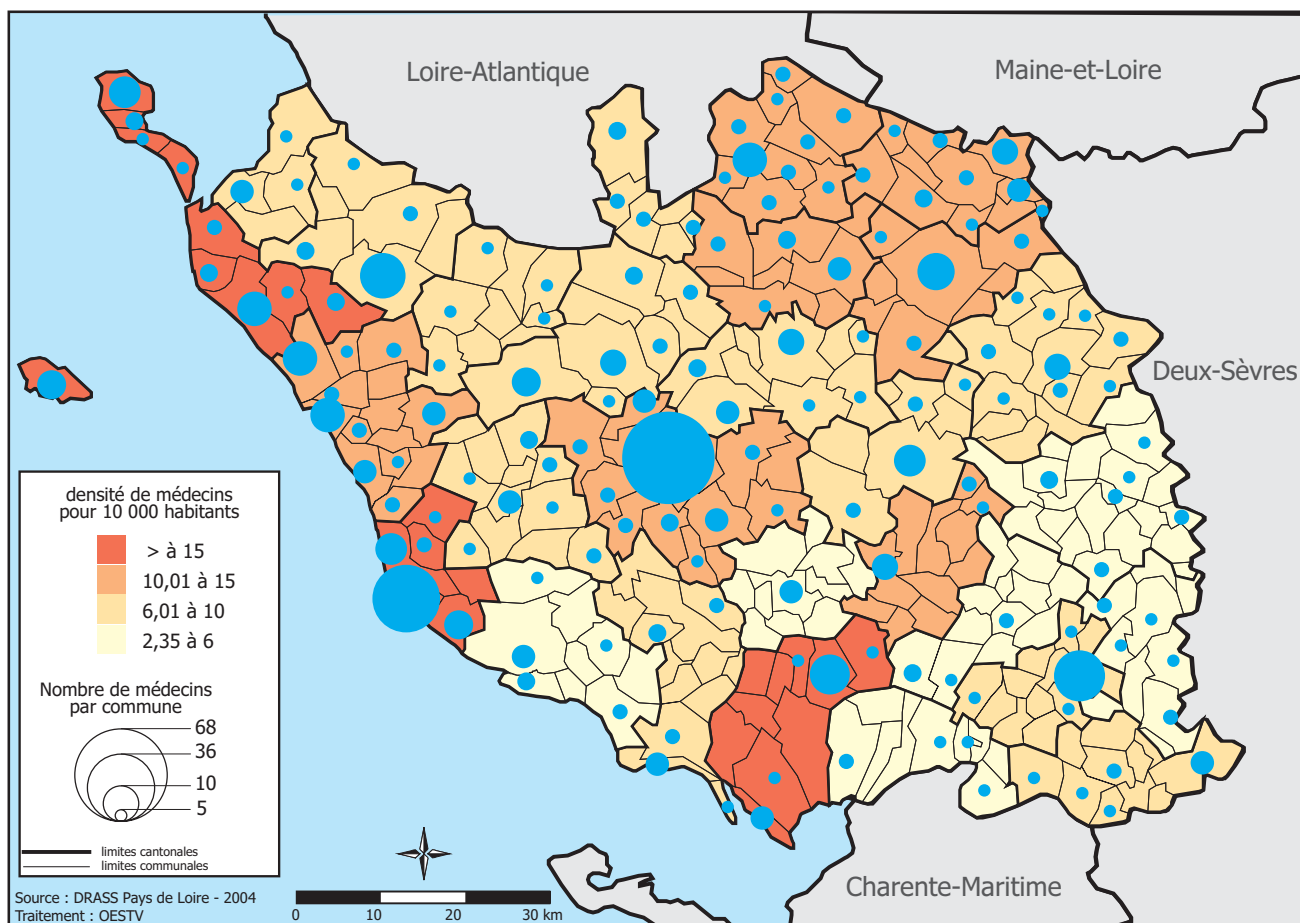 Loire-Atlantique
Maine-et-Loire
Deux-Sèvres
densité de médecins
pour 10 000 habitants
> à 15
10,01 à 15
6,01 à 10
2,35 à 6
Nombre de médecins
par commune
68
36
10
5
limites cantonales
limites communales
Charente-Maritime
Source : DRASS Pays de Loire - 2004
Traitement : OESTV
0 10 20 30 km